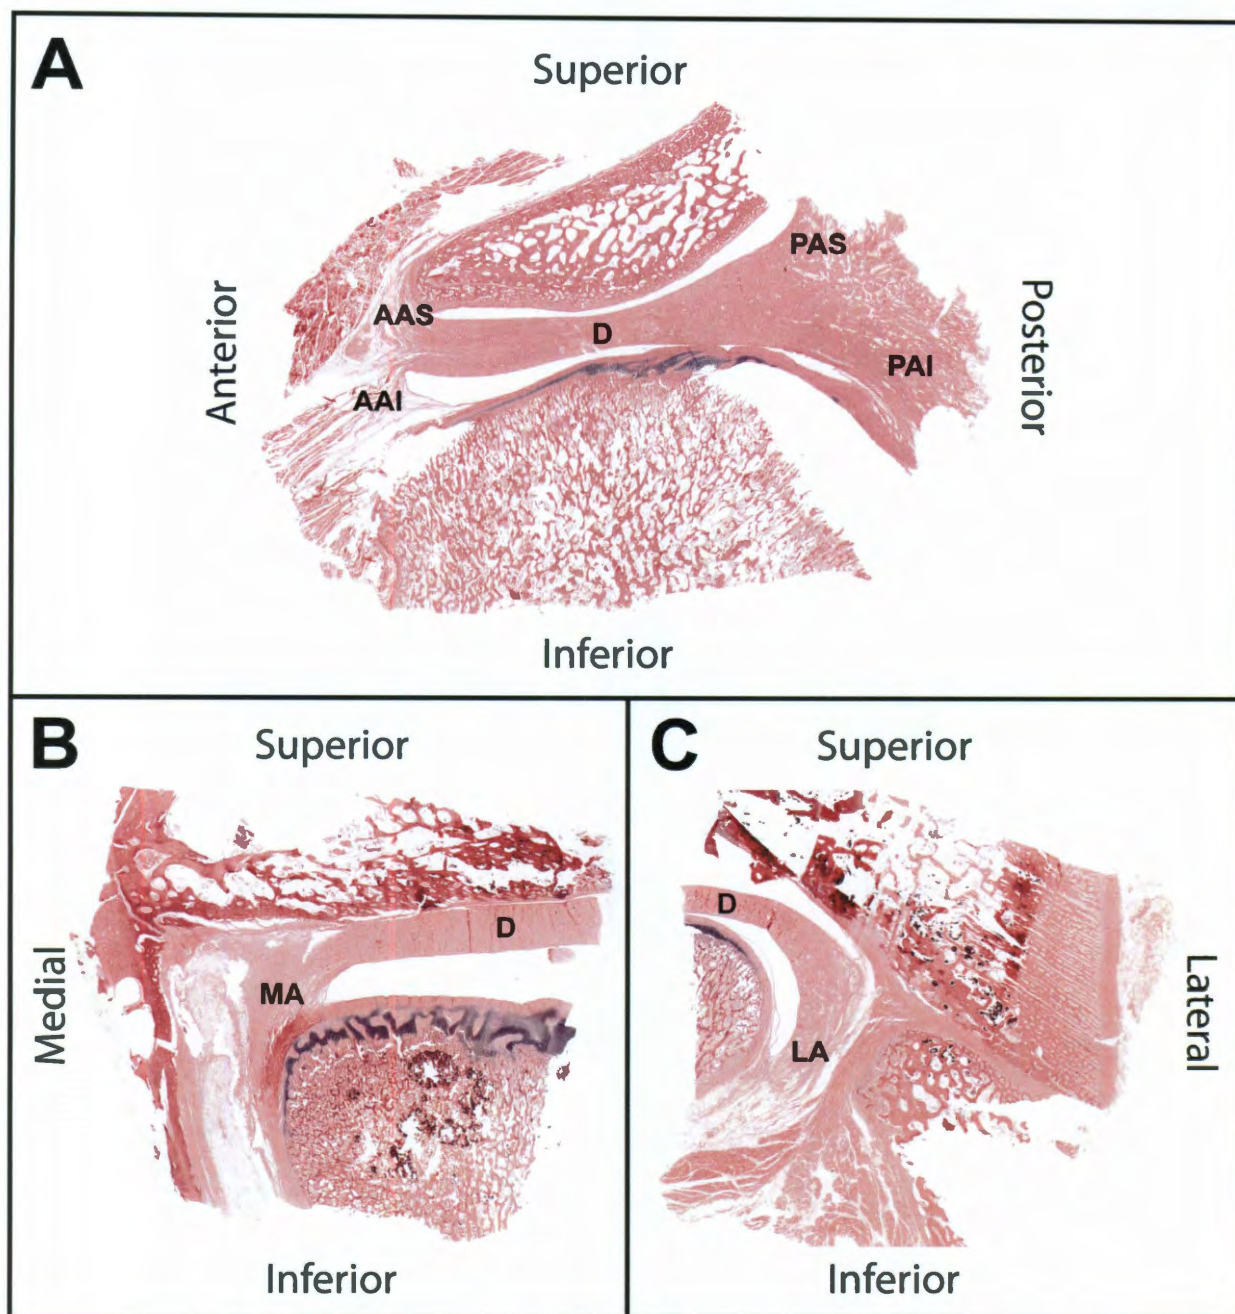 A
Superior
Anterior
PAS
AAS
D
PAI
AAI
Posterior
Inferior
B
Superior
D
MA
Medial
Inferior
C
Superior
D
LA
Lateral
Inferior